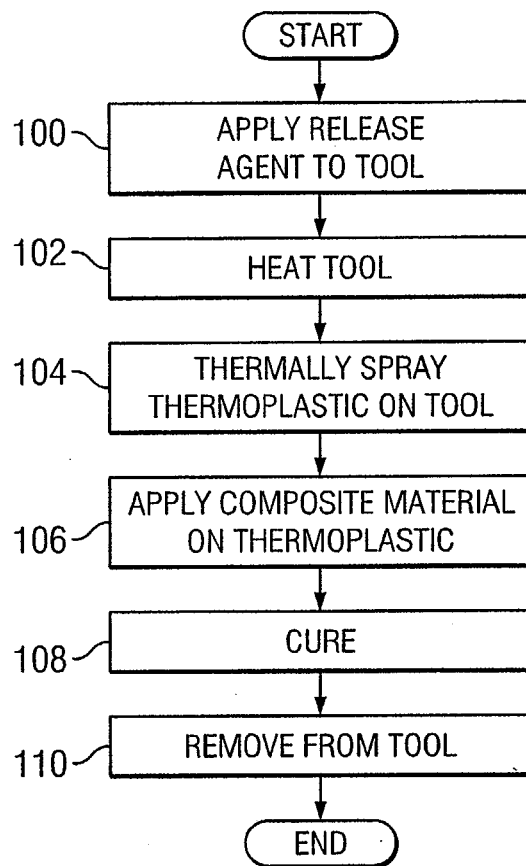 START
100
APPLY RELEASE
AGENT TO TOOL
102
HEAT TOOL
104
THERMALLY SPRAY
THERMOPLASTIC ON TOOL
106
APPLY COMPOSITE MATERIAL
ON THERMOPLASTIC
108
CURE
110
REMOVE FROM TOOL
END